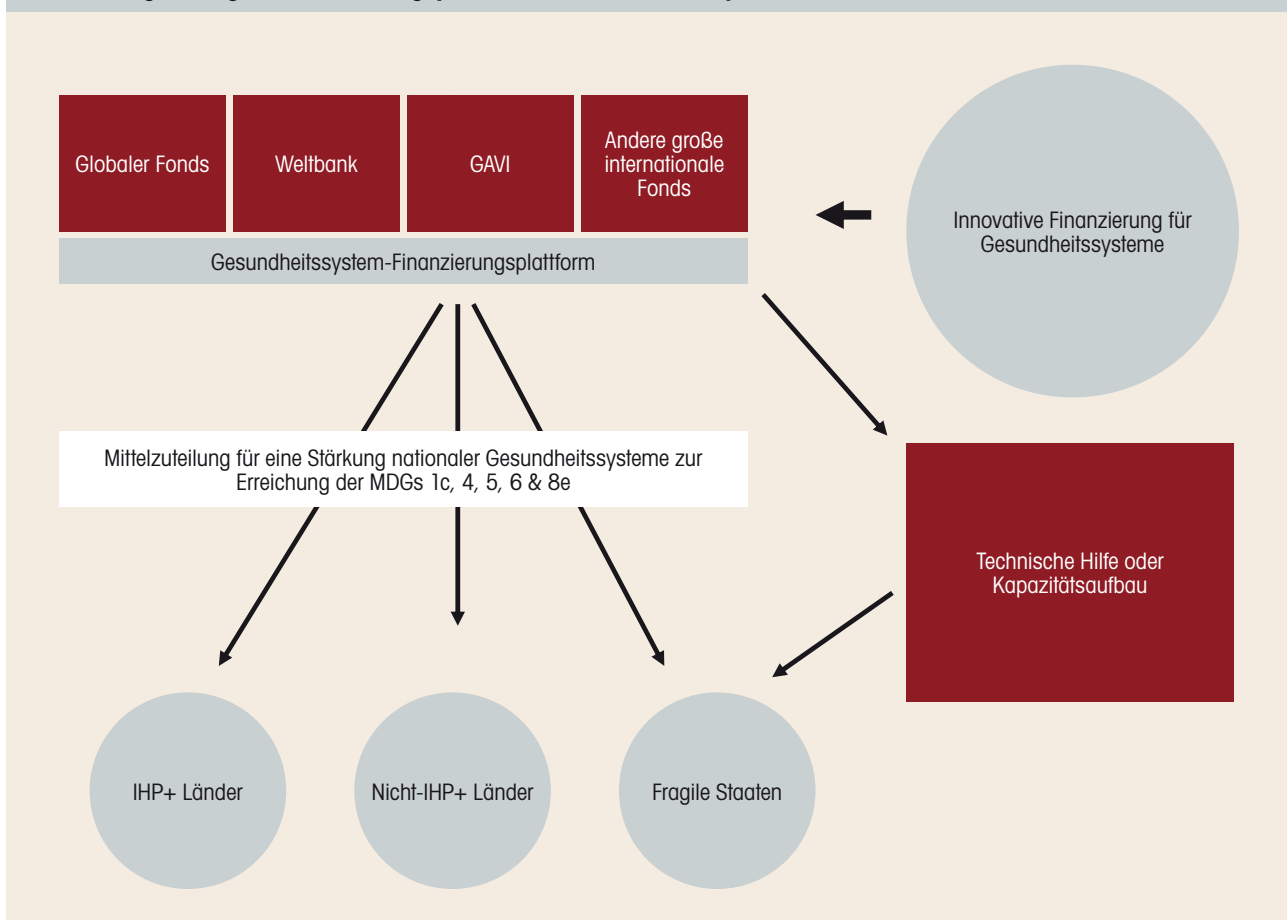 Globaler Fonds
Weltbank
GAVI
Andere große
internationale
Fonds
Gesundheitssystem-Finanzierungsplattform
Innovative Finanzierung für
Gesundheitssysteme
Mittelzuteilung für eine Stärkung nationaler Gesundheitssysteme zur
Erreichung der MDGs 1c, 4, 5, 6 & 8e
Technische Hilfe oder
Kapazitätsaufbau
IHP+ Länder
Nicht-IHP+ Länder
Fragile Staaten